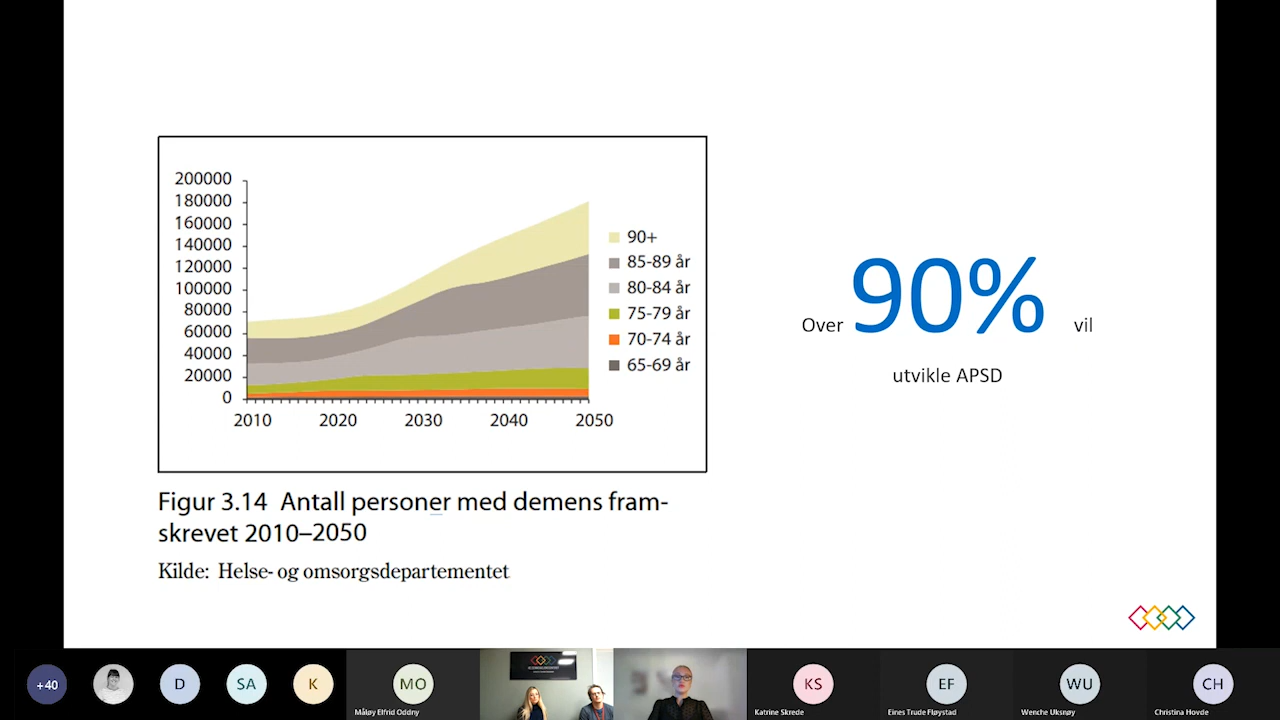 200000
180000
160000
140000
120000
100000
80000
60000
40000
20000
0
2010 2020 2030 2040 2050
90+
85-89 år
80-84 år
75-79 år
70-74 år
65-69 år
Figur 3.14 Antall personer med demens fram-
skrevet 2010–2050
Kilde: Helse- og omsorgsdepartementet
Over 90% vil
utvikle APSD
+40
D
SA
K
MO
Måløy Elfrid Oddny
KS
Katrine Skrede
EF
Eines Trude Fløystad
WU
Wenche Uksnøy
CH
Christina Hovde